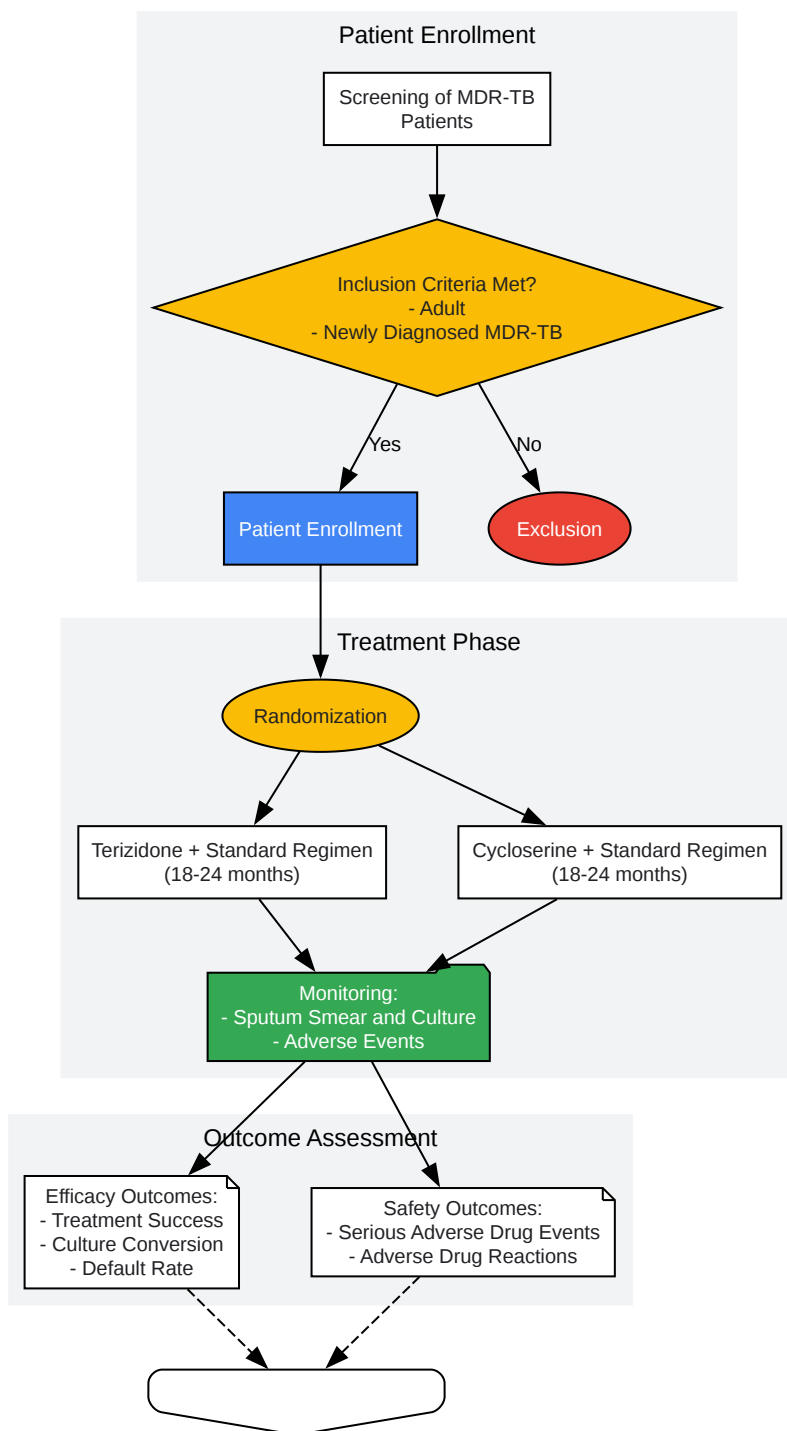 Patient Enrollment
Screening of MDR-TB
Patients
Inclusion Criteria Met?
- Adult
- Newly Diagnosed MDR-TB
Yes
No
Patient Enrollment
Exclusion
Treatment Phase
Randomization
Terizidone + Standard Regimen
(18-24 months)
Cycloserine + Standard Regimen
(18-24 months)
Monitoring:
- Sputum Smear and Culture
- Adverse Events
Outcome Assessment
Efficacy Outcomes:
- Treatment Success
- Culture Conversion
- Default Rate
Safety Outcomes:
- Serious Adverse Drug Events
- Adverse Drug Reactions